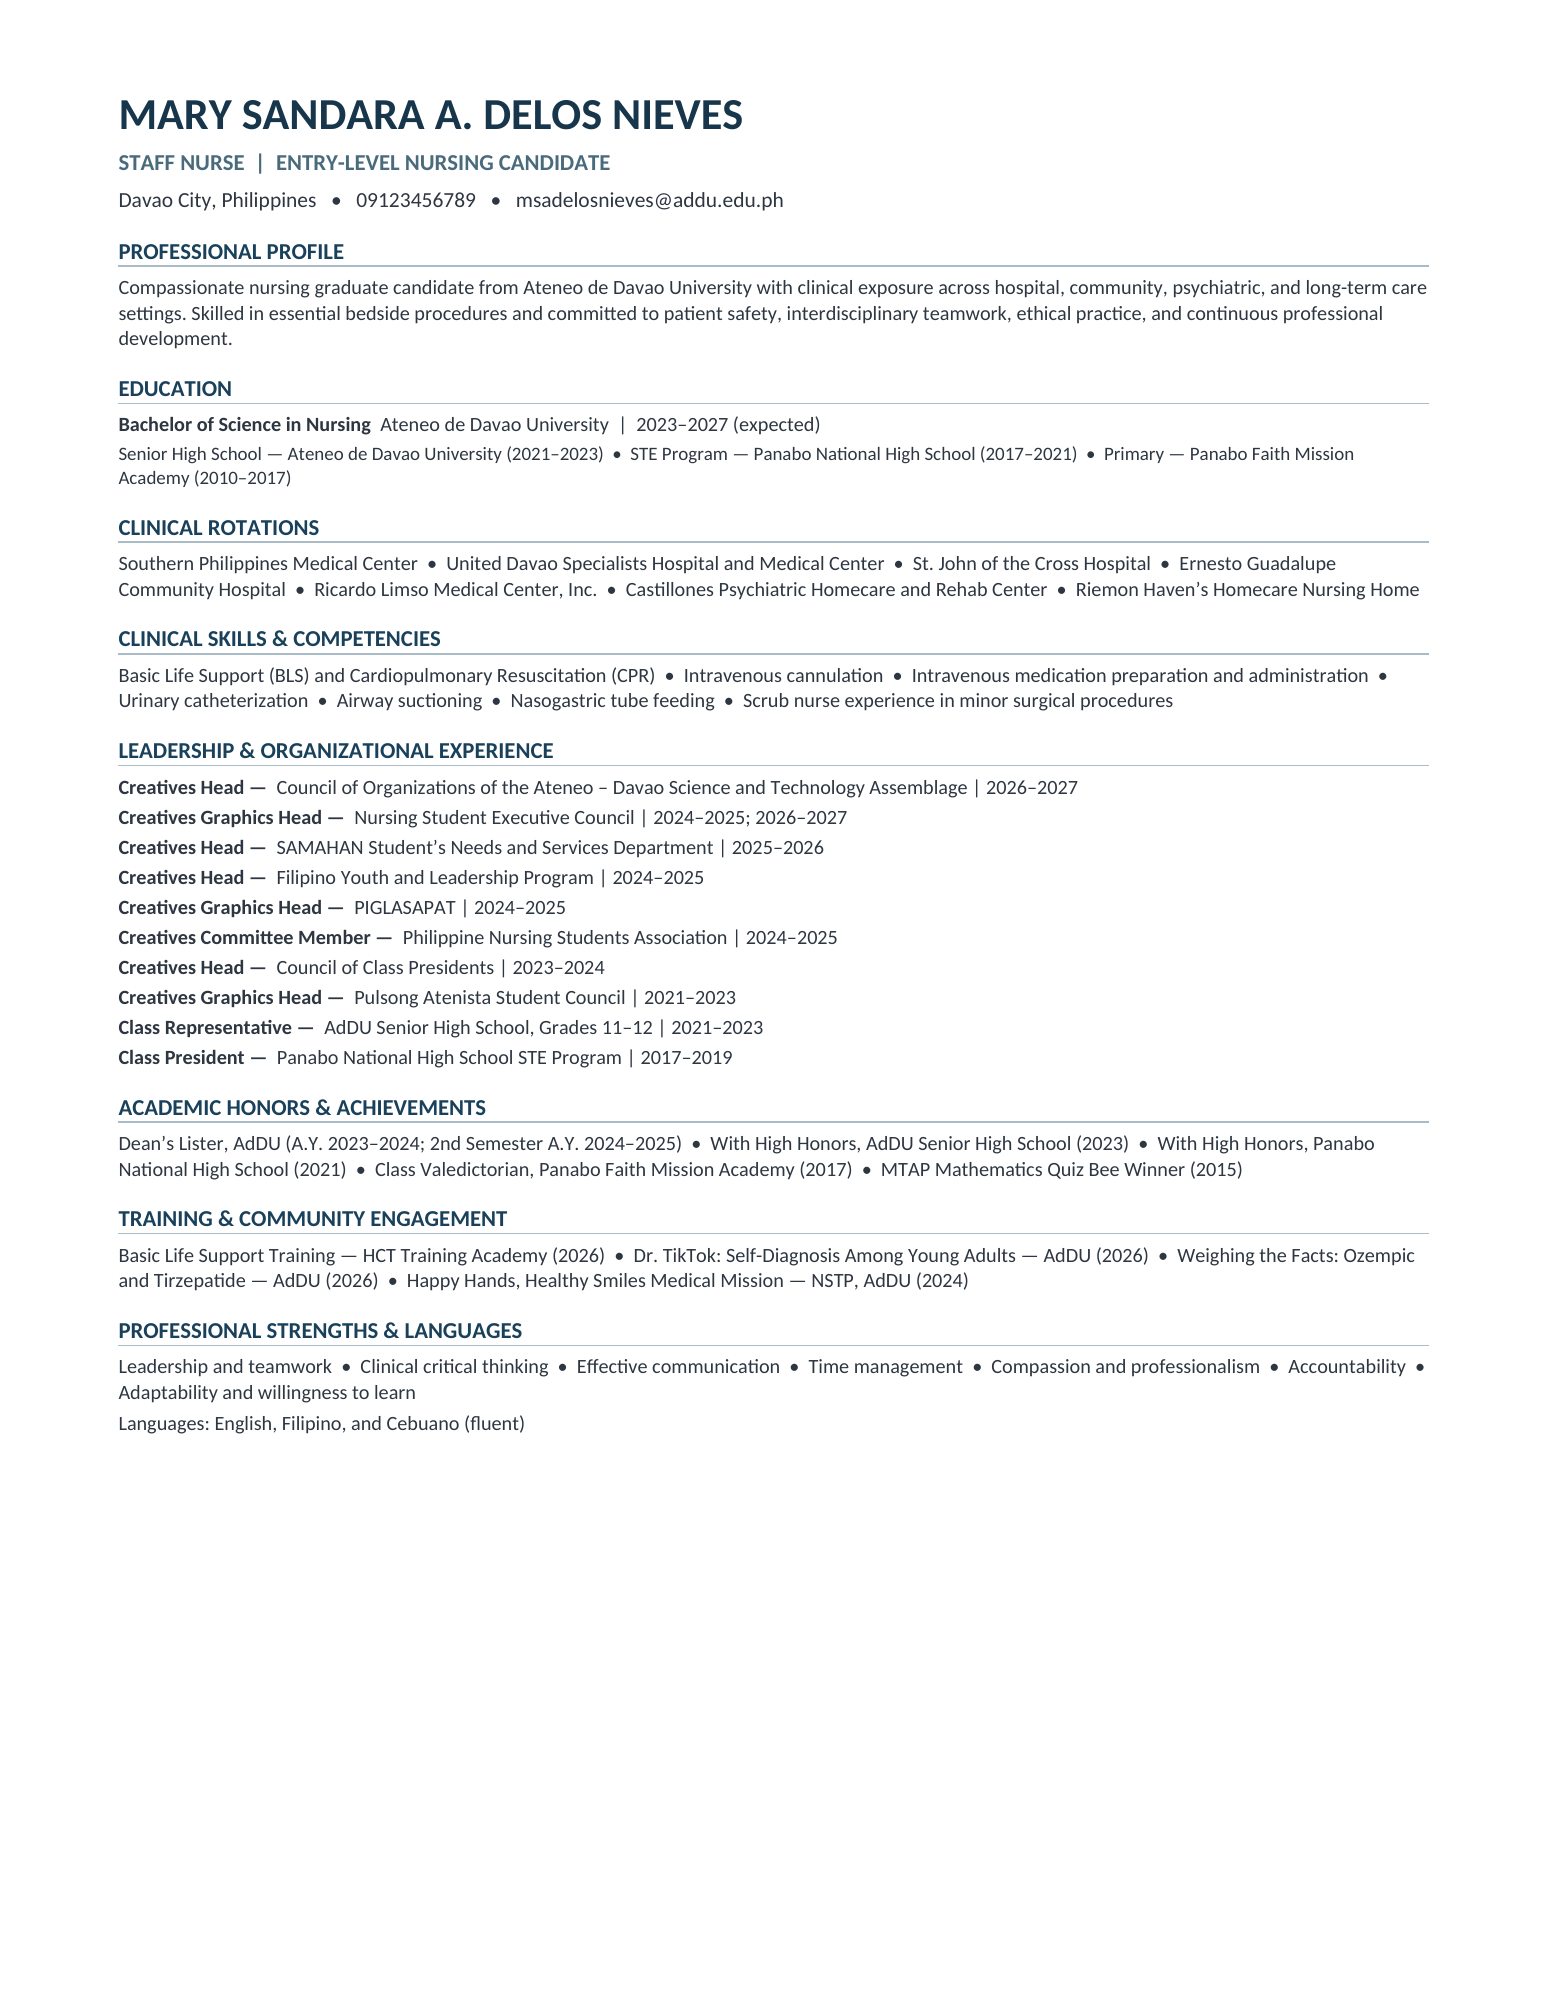 MARY SANDARA A. DELOS NIEVES
STAFF NURSE | ENTRY-LEVEL NURSING CANDIDATE
Davao City, Philippines • 09123456789 • msadelosnieves@addu.edu.ph
PROFESSIONAL PROFILE
Compassionate nursing graduate candidate from Ateneo de Davao University with clinical exposure across hospital, community, psychiatric, and long-term care
settings. Skilled in essential bedside procedures and committed to patient safety, interdisciplinary teamwork, ethical practice, and continuous professional
development.
EDUCATION
Bachelor of Science in Nursing Ateneo de Davao University | 2023–2027 (expected)
Senior High School — Ateneo de Davao University (2021–2023) • STE Program — Panabo National High School (2017–2021) • Primary — Panabo Faith Mission
Academy (2010–2017)
CLINICAL ROTATIONS
Southern Philippines Medical Center • United Davao Specialists Hospital and Medical Center • St. John of the Cross Hospital • Ernesto Guadalupe
Community Hospital • Ricardo Limso Medical Center, Inc. • Castillones Psychiatric Homecare and Rehab Center • Riemon Haven’s Homecare Nursing Home
CLINICAL SKILLS & COMPETENCIES
Basic Life Support (BLS) and Cardiopulmonary Resuscitation (CPR) • Intravenous cannulation • Intravenous medication preparation and administration •
Urinary catheterization • Airway suctioning • Nasogastric tube feeding • Scrub nurse experience in minor surgical procedures
LEADERSHIP & ORGANIZATIONAL EXPERIENCE
Creatives Head — Council of Organizations of the Ateneo – Davao Science and Technology Assemblage | 2026–2027
Creatives Graphics Head — Nursing Student Executive Council | 2024–2025; 2026–2027
Creatives Head — SAMAHAN Student’s Needs and Services Department | 2025–2026
Creatives Head — Filipino Youth and Leadership Program | 2024–2025
Creatives Graphics Head — PIGLASAPAT | 2024–2025
Creatives Committee Member — Philippine Nursing Students Association | 2024–2025
Creatives Head — Council of Class Presidents | 2023–2024
Creatives Graphics Head — Pulsong Atenista Student Council | 2021–2023
Class Representative — AdDU Senior High School, Grades 11–12 | 2021–2023
Class President — Panabo National High School STE Program | 2017–2019
ACADEMIC HONORS & ACHIEVEMENTS
Dean’s Lister, AdDU (A.Y. 2023–2024; 2nd Semester A.Y. 2024–2025) • With High Honors, AdDU Senior High School (2023) • With High Honors, Panabo
National High School (2021) • Class Valedictorian, Panabo Faith Mission Academy (2017) • MTAP Mathematics Quiz Bee Winner (2015)
TRAINING & COMMUNITY ENGAGEMENT
Basic Life Support Training — HCT Training Academy (2026) • Dr. TikTok: Self-Diagnosis Among Young Adults — AdDU (2026) • Weighing the Facts: Ozempic
and Tirzepatide — AdDU (2026) • Happy Hands, Healthy Smiles Medical Mission — NSTP, AdDU (2024)
PROFESSIONAL STRENGTHS & LANGUAGES
Leadership and teamwork • Clinical critical thinking • Effective communication • Time management • Compassion and professionalism • Accountability •
Adaptability and willingness to learn
Languages: English, Filipino, and Cebuano (fluent)